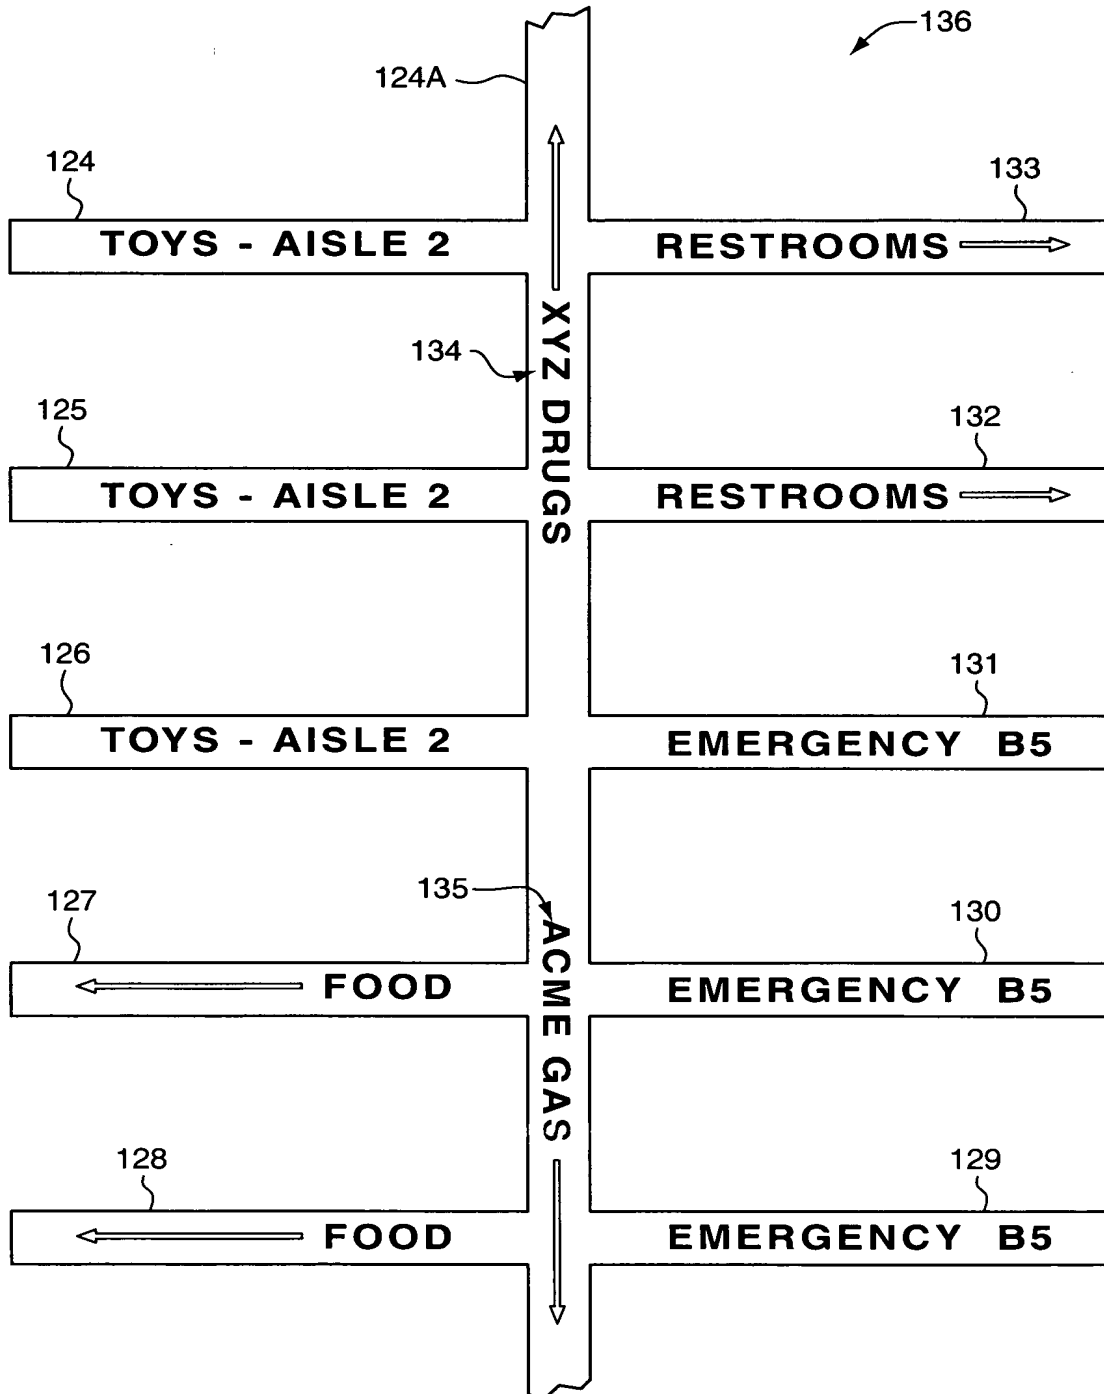 136
124A
124
133
TOYS - AISLE 2
RESTROOMS
134
XYZ DRUGS
125
132
TOYS - AISLE 2
RESTROOMS
126
131
TOYS - AISLE 2
EMERGENCY B5
135
127
130
ACME GAS
FOOD
EMERGENCY B5
128
129
FOOD
EMERGENCY B5